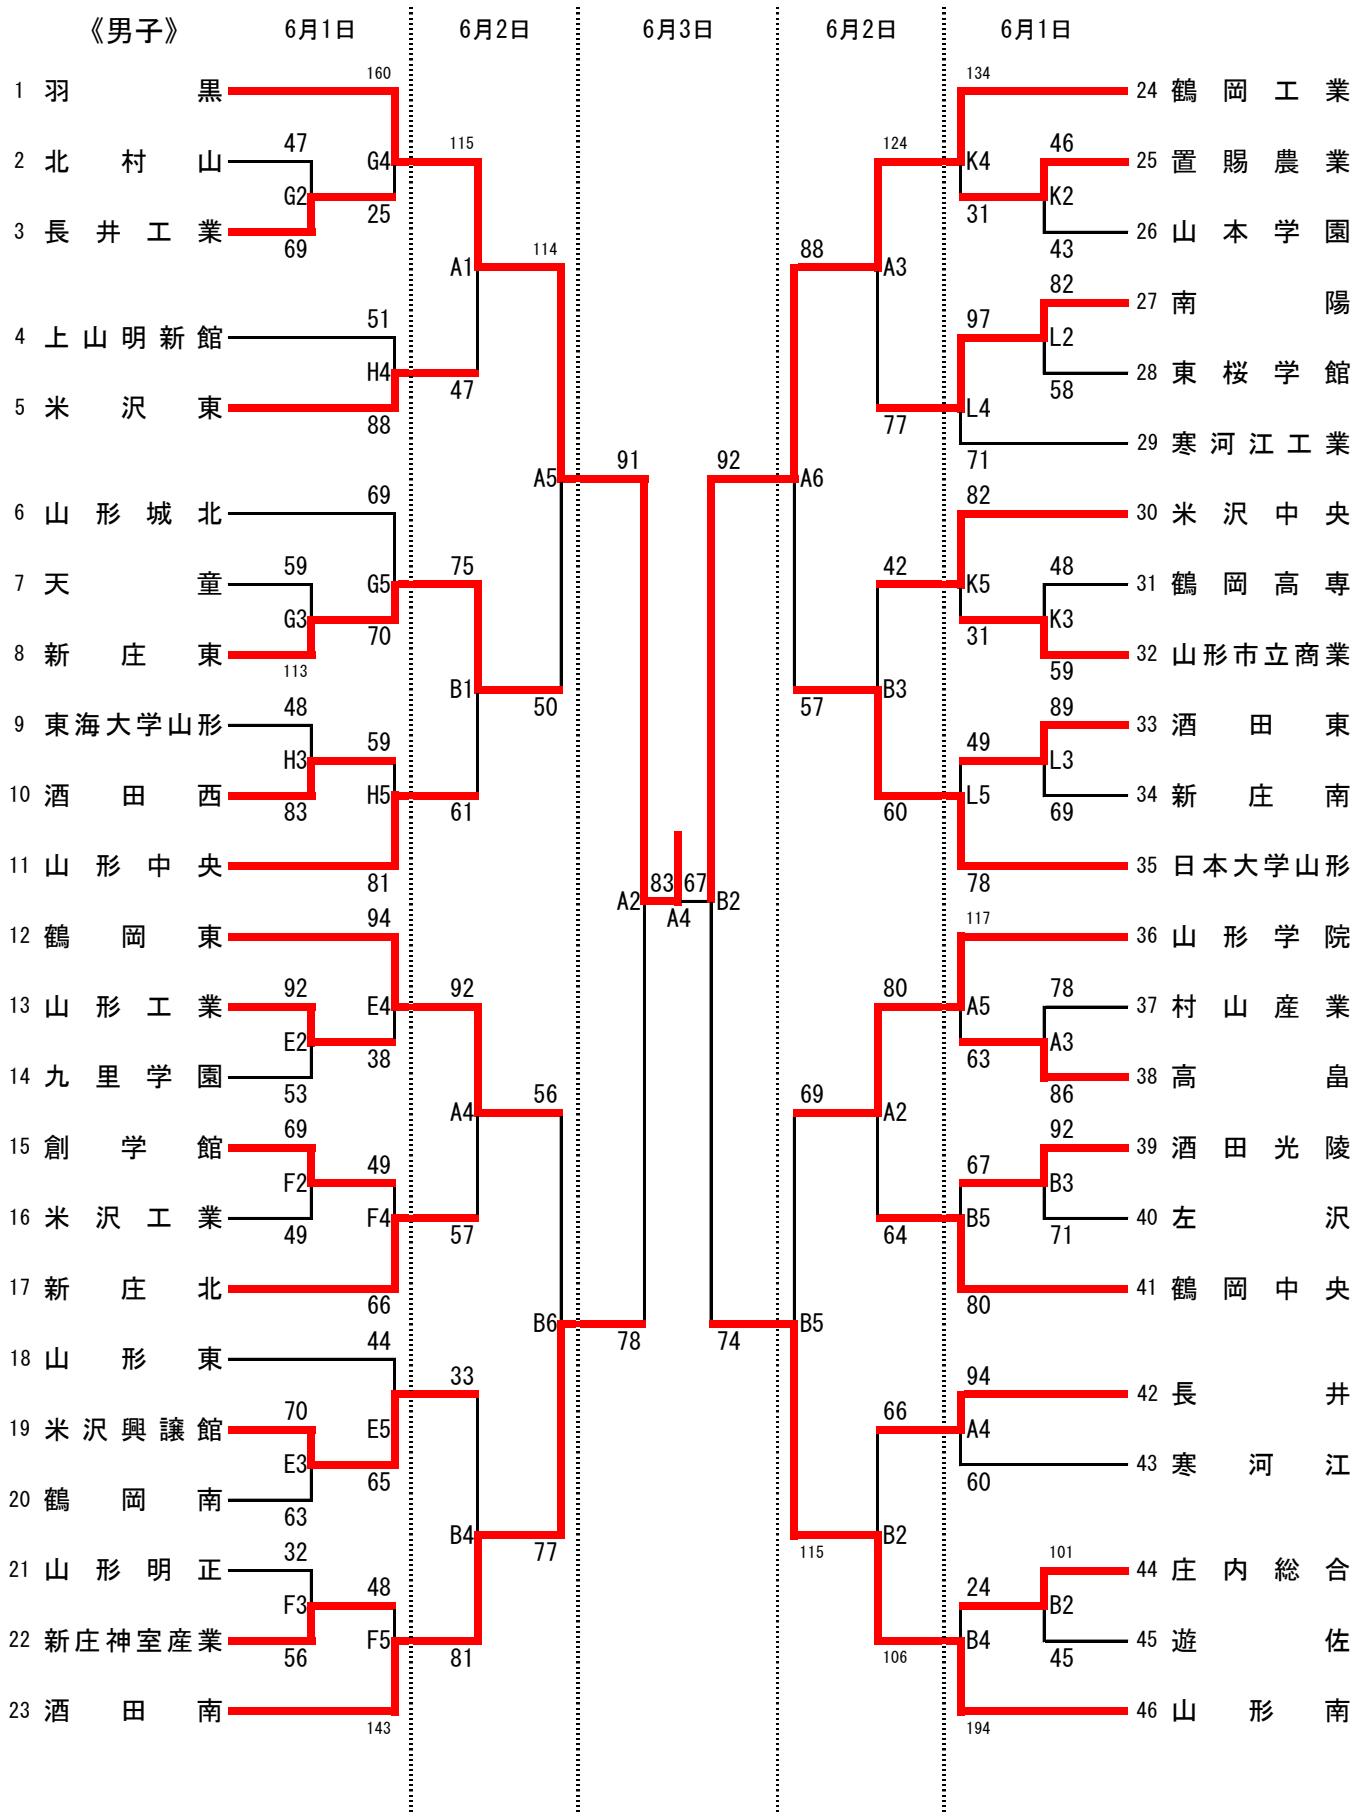 《男子》 6月1日 6月2日 6月3日 6月2日 6月1日
160 134
1 羽黒 24 鶴岡工業
47 115 124 46
2 北村山 G4 K4 25 置賜農業
G2 K2
25 31
3 長井工業 26 山本学園
69 43
114 88
A1 A3
82
27 南陽
51 97
4 上山明新館 L2
H4 28 東桜学館
47 58
5 米沢東 L4
88 77
29 寒河江工業
71
91 92
A5 A6
69 82
6 山形城北 30 米沢中央
59 75 42 48
7 天童 G5 K5 31 鶴岡高専
G3 K3
70 31
8 新庄東 32 山形市立商業
113 59
B1 B3
48 50 57 89
9 東海大学山形 33 酒田東
59 49
H3 L3
10 酒田西 H5 L5 34 新庄南
83 61 60 69
11 山形中央 35 日本大学山形
81 83 67 78
A2 B2
A4
94 117
12 鶴岡東 36 山形学院
92 92 80 78
13 山形工業 E4 A5 37 村山産業
E2 A3
38 63
14 九里学園 38 高畠
53 86
56 69
A4 A2
69 92
15 創学館 39 酒田光陵
49 67
F2 B3
16 米沢工業 F4 B5 40 左沢
49 57 64 71
17 新庄北 41 鶴岡中央
66 80
B6 B5
44 78 74
18 山形東
33 94
42 長井
70 66
19 米沢興譲館 E5 A4
E3 43 寒河江
65 60
20 鶴岡南
63
B4 B2
32 77 115 101
21 山形明正 44 庄内総合
48 24
F3 B2
22 新庄神室産業 F5 B4 45 遊佐
56 81 106 45
23 酒田南 46 山形南
143 194